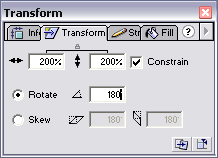 Transform
Inf Transform Str Fill ?
200% 200% Constrain
Rotate 180
Skew 180 180